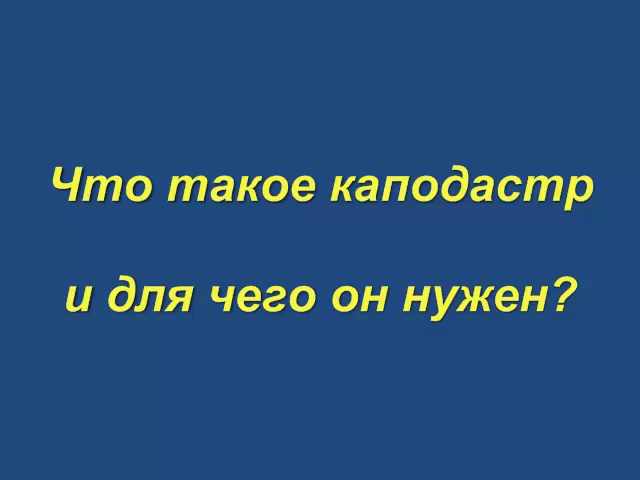 Что такое каподастр
и для чего он нужен?